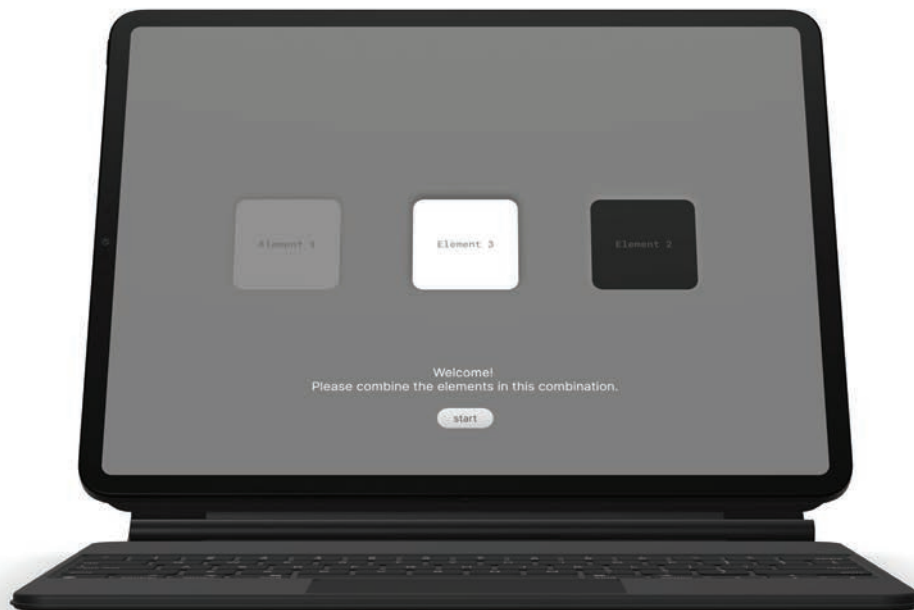 Element 1
Element 3
Element 2
Welcome!
Please combine the elements in this combination.
start